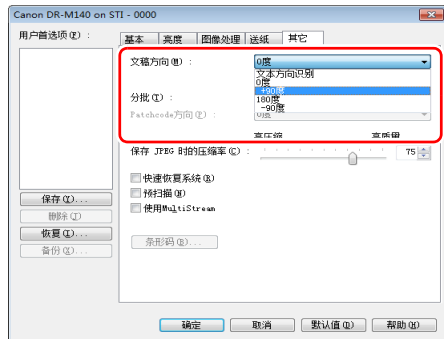 Canon DR-M140 on STI - 0000
用户首选项(P) :
基本 亮度 图像处理 送纸 其它
文稿方向(M) : 0度
文本方向识别
0度
+90度
分批(T) : 180度
-90度
Patchcode方向(P) : 0度
高压缩 高质量
保存 JPEG 时的压缩率(C) : 75
快速恢复系统(R)
预扫描(W)
保存(X)... 使用MultiStream
删除(J)
恢复(I)... 条形码(B)...
备份(Y)...
确定 取消 默认值(D) 帮助(H)